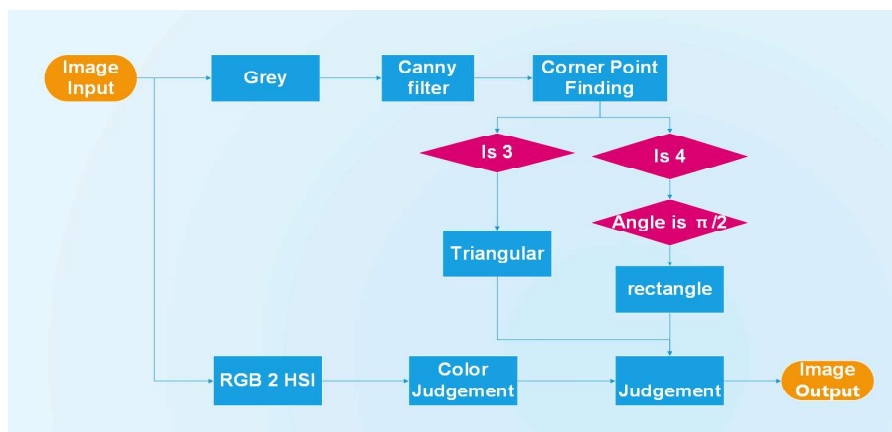 Image
Input
Grey
Canny
filter
Corner Point
Finding
Is 3
Is 4
Angle is π/2
Triangular
rectangle
RGB 2 HSI
Color
Judgement
Judgement
Image
Output